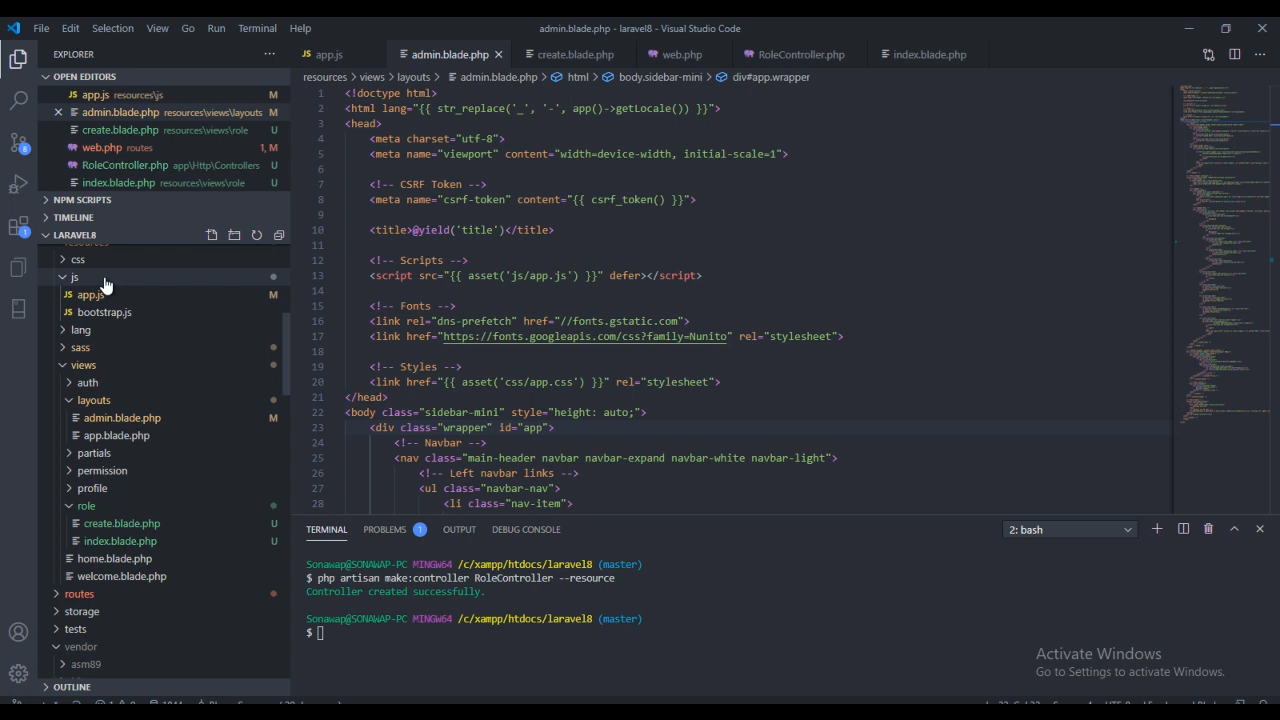 File Edit Selection View Go Run Terminal Help
admin.blade.php - laravel8 - Visual Studio Code
EXPLORER
OPEN EDITORS
JS app.js resources\js M
admin.blade.php resources\views\layouts M
create.blade.php resources\views\role U
web.php routes 1, M
RoleController.php app\Http\Controllers U
index.blade.php resources\views\role U
NPM SCRIPTS
TIMELINE
LARAVEL8
resources
css
js
JS app.js M
JS bootstrap.js
lang
sass
views
auth
layouts
admin.blade.php M
app.blade.php
partials
permission
profile
role
create.blade.php U
index.blade.php U
home.blade.php
welcome.blade.php
routes
storage
tests
vendor
asm89
OUTLINE
8
1
JS app.js
admin.blade.php
create.blade.php
web.php
RoleController.php
index.blade.php
resources > views > layouts > admin.blade.php > html > body.sidebar-mini > div#app.wrapper
1 <!doctype html>
2 <html lang="{{ str_replace('_', '-', app()->getLocale()) }}">
3 <head>
4 <meta charset="utf-8">
5 <meta name="viewport" content="width=device-width, initial-scale=1">
6
7 <!-- CSRF Token -->
8 <meta name="csrf-token" content="{{ csrf_token() }}">
9
10 <title>@yield('title')</title>
11
12 <!-- Scripts -->
13 <script src="{{ asset('js/app.js') }}" defer></script>
14
15 <!-- Fonts -->
16 <link rel="dns-prefetch" href="//fonts.gstatic.com">
17 <link href="https://fonts.googleapis.com/css?family=Nunito" rel="stylesheet">
18
19 <!-- Styles -->
20 <link href="{{ asset('css/app.css') }}" rel="stylesheet">
21 </head>
22 <body class="sidebar-mini" style="height: auto;">
23 <div class="wrapper" id="app">
24 <!-- Navbar -->
25 <nav class="main-header navbar navbar-expand navbar-white navbar-light">
26 <!-- Left navbar links -->
27 <ul class="navbar-nav">
28 <li class="nav-item">
TERMINAL PROBLEMS 1 OUTPUT DEBUG CONSOLE
2: bash
Sonawap@SONAWAP-PC MINGW64 /c/xampp/htdocs/laravel8 (master)
$ php artisan make:controller RoleController --resource
Controller created successfully.
Sonawap@SONAWAP-PC MINGW64 /c/xampp/htdocs/laravel8 (master)
$
Activate Windows
Go to Settings to activate Windows.